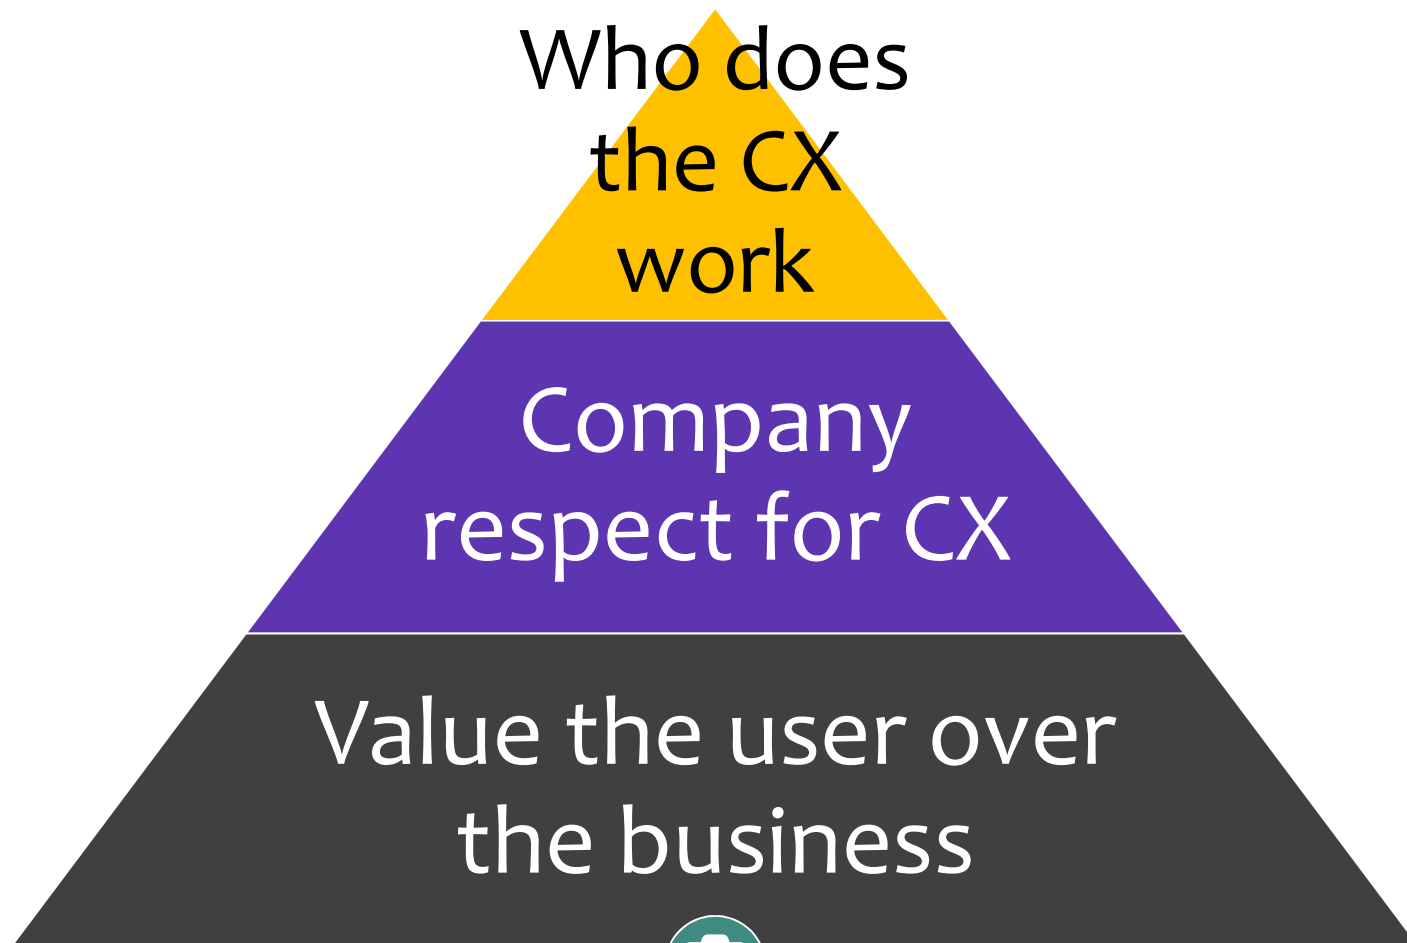 Who does
the CX
work
Company
respect for CX
Value the user over
the business